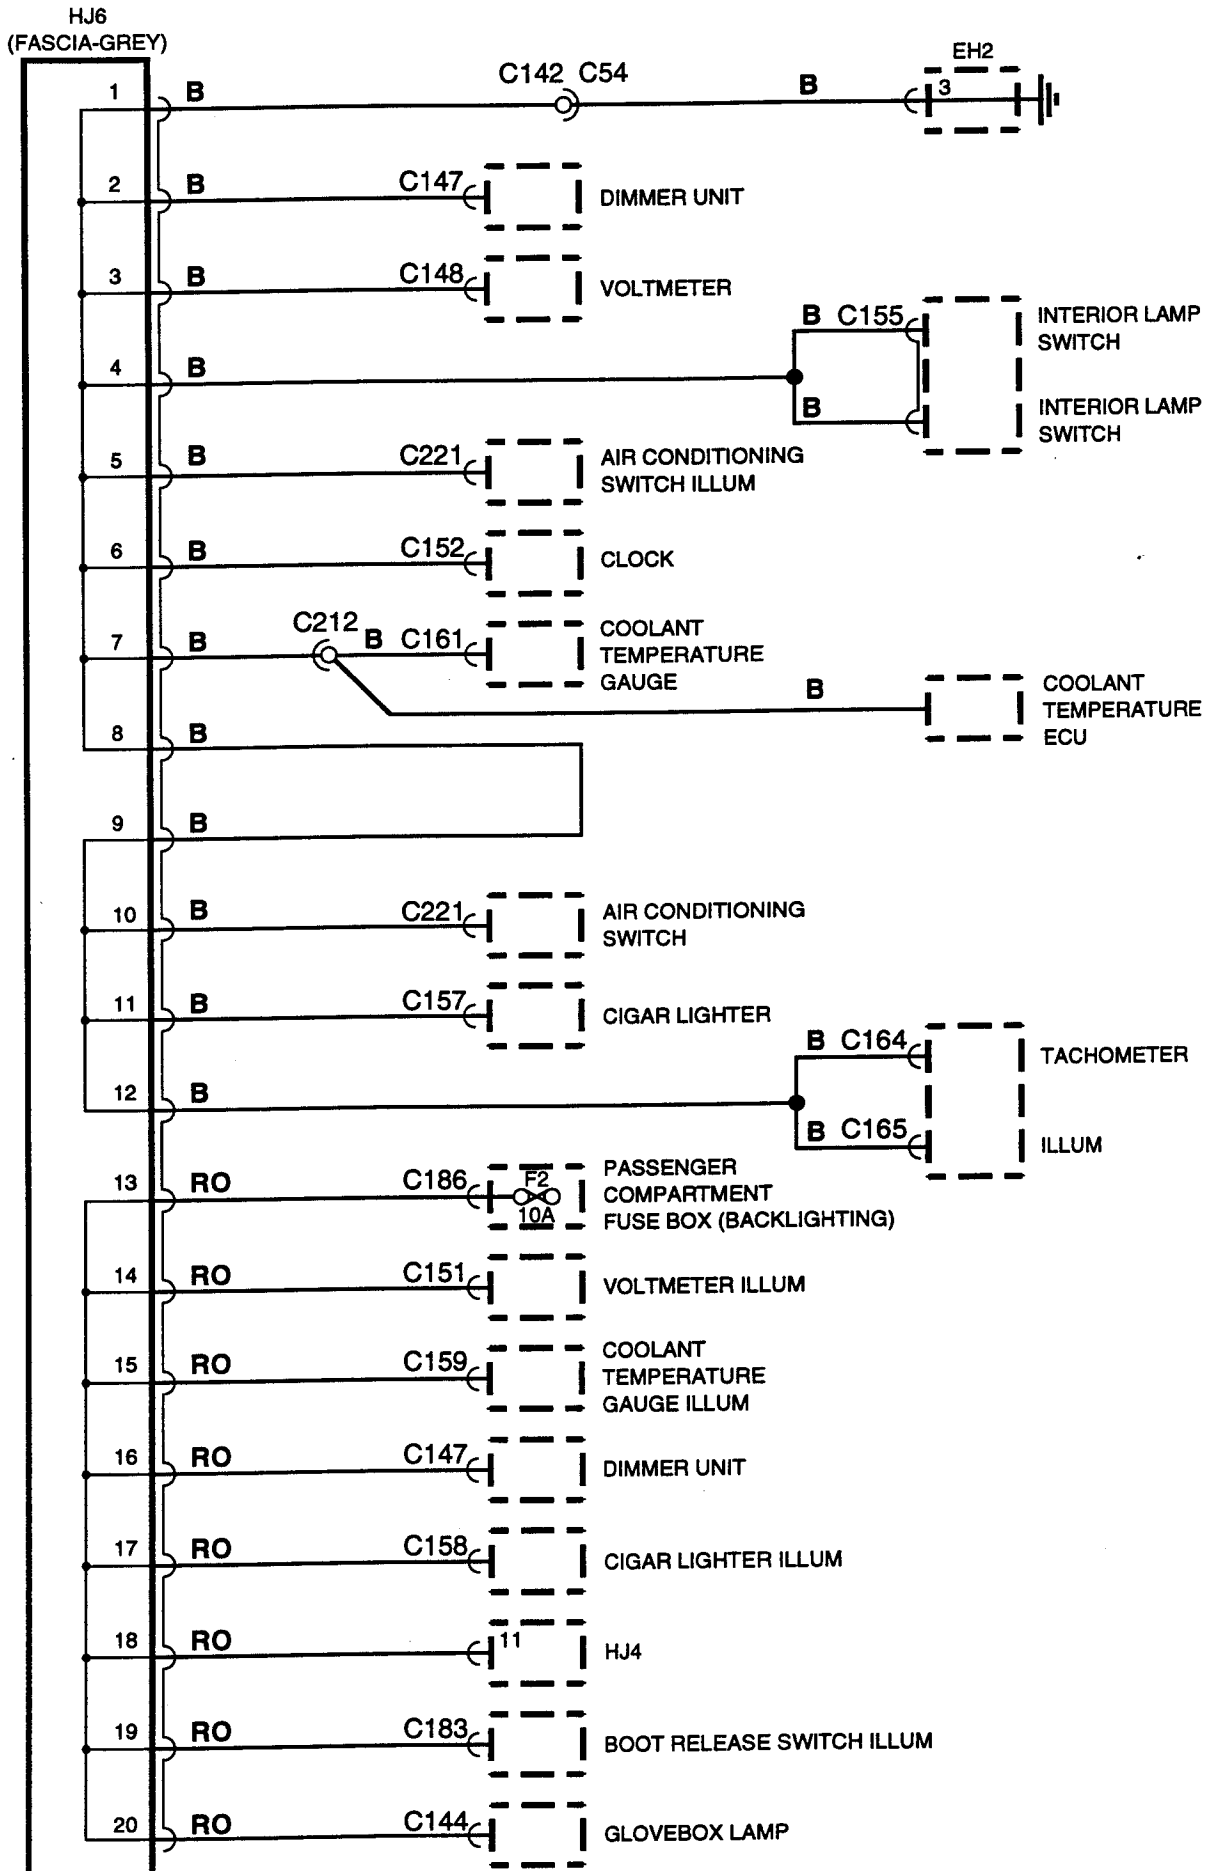 HJ6
(FASCIA-GREY)
1 B C142 C54 B EH2 3
2 B C147 DIMMER UNIT
3 B C148 VOLTMETER
B C155 INTERIOR LAMP
SWITCH
4 B
B INTERIOR LAMP
SWITCH
5 B C221 AIR CONDITIONING
SWITCH ILLUM
6 B C152 CLOCK
7 B C212 B C161 COOLANT
TEMPERATURE
GAUGE
B COOLANT
TEMPERATURE
ECU
8 B
9 B
10 B C221 AIR CONDITIONING
SWITCH
11 B C157 CIGAR LIGHTER
B C164 TACHOMETER
12 B
B C165 ILLUM
13 RO C186 F2 10A PASSENGER
COMPARTMENT
FUSE BOX (BACKLIGHTING)
14 RO C151 VOLTMETER ILLUM
15 RO C159 COOLANT
TEMPERATURE
GAUGE ILLUM
16 RO C147 DIMMER UNIT
17 RO C158 CIGAR LIGHTER ILLUM
18 RO 11 HJ4
19 RO C183 BOOT RELEASE SWITCH ILLUM
20 RO C144 GLOVEBOX LAMP